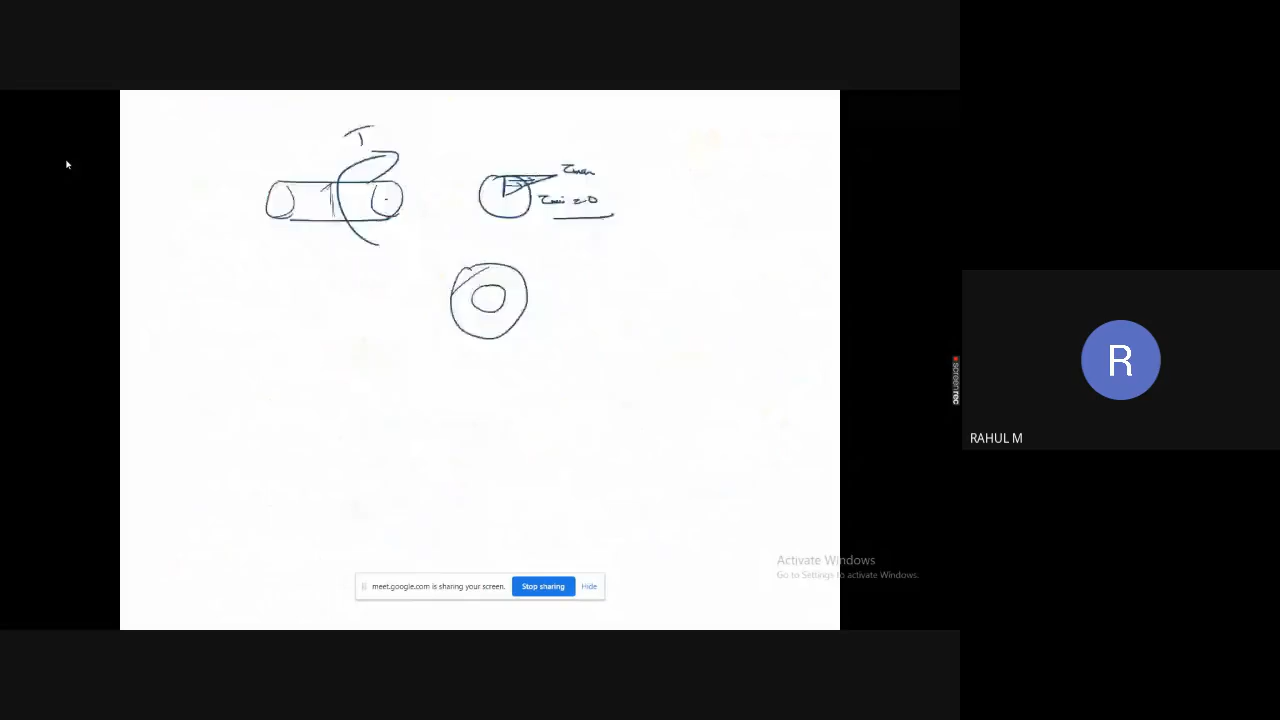 T
τmax
τmin = 0
R
RAHUL M
screenrec
Activate Windows
Go to Settings to activate Windows.
meet.google.com is sharing your screen. Stop sharing Hide